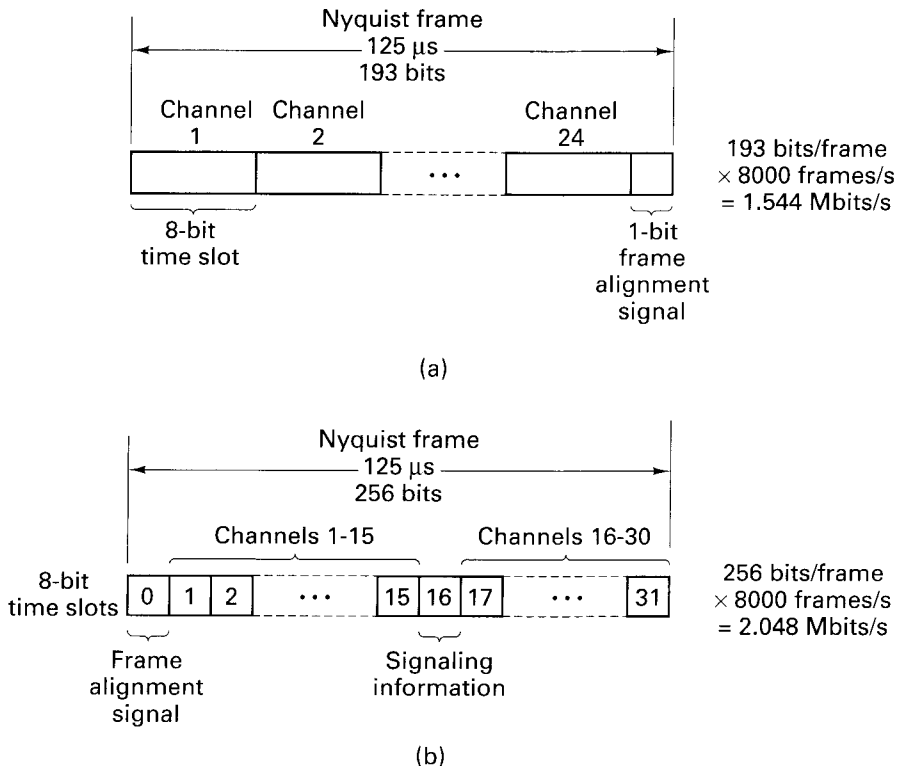 Nyquist frame
125 μs
193 bits
Channel
1
Channel
2
Channel
24
...
8-bit
time slot
1-bit
frame
alignment
signal
193 bits/frame
× 8000 frames/s
= 1.544 Mbits/s
(a)
Nyquist frame
125 μs
256 bits
Channels 1-15
Channels 16-30
8-bit
time slots
0 1 2 ... 15 16 17 ... 31
Frame
alignment
signal
Signaling
information
256 bits/frame
× 8000 frames/s
= 2.048 Mbits/s
(b)